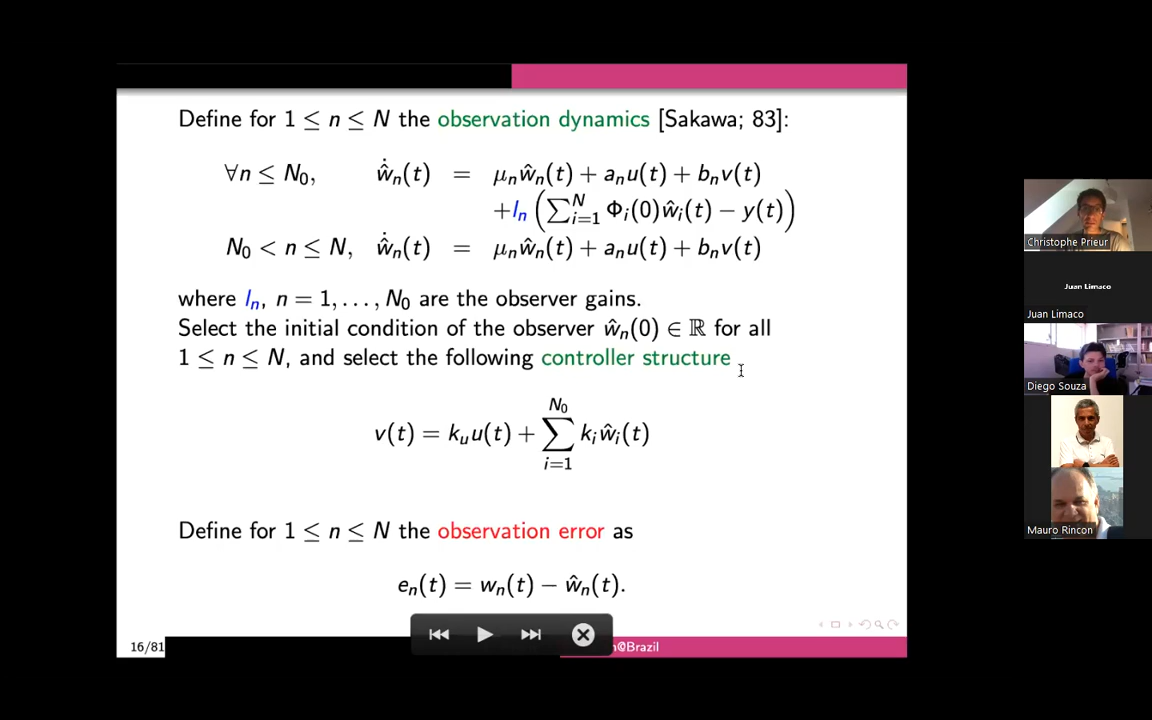 Define for 1 ≤ n ≤ N the observation dynamics [Sakawa; 83]:
∀n ≤ N₀, ŵ̇ₙ(t) = μₙŵₙ(t) + aₙu(t) + bₙv(t)
+lₙ (∑ᵢ₌₁ᴺ Φᵢ(0)ŵᵢ(t) − y(t))
N₀ < n ≤ N, ŵ̇ₙ(t) = μₙŵₙ(t) + aₙu(t) + bₙv(t)
where lₙ, n = 1, . . . , N₀ are the observer gains.
Select the initial condition of the observer ŵₙ(0) ∈ ℝ for all
1 ≤ n ≤ N, and select the following controller structure
v(t) = kᵤu(t) + ∑ᵢ₌₁ᴺ⁰ kᵢŵᵢ(t)
Define for 1 ≤ n ≤ N the observation error as
eₙ(t) = wₙ(t) − ŵₙ(t).
16/81
@Brazil
Christophe Prieur
Juan Limaco
Juan Limaco
Diego Souza
Mauro Rincon